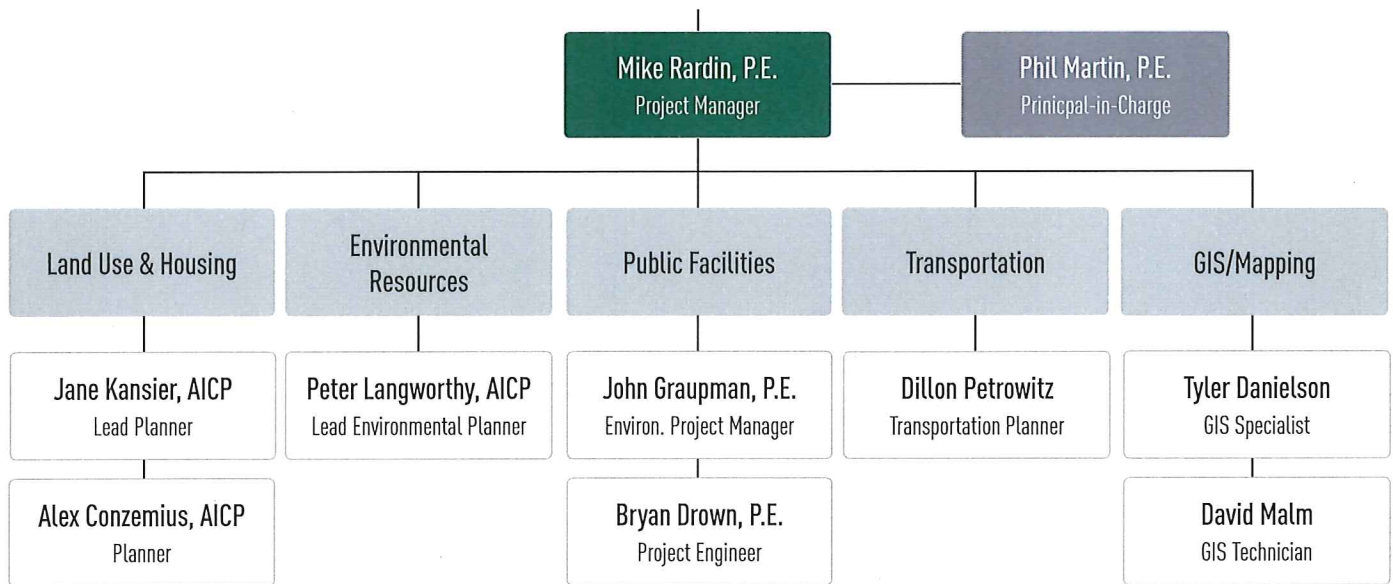 Mike Rardin, P.E.
Project Manager
Phil Martin, P.E.
Prinicpal-in-Charge
Land Use & Housing
Environmental
Resources
Public Facilities
Transportation
GIS/Mapping
Jane Kansier, AICP
Lead Planner
Peter Langworthy, AICP
Lead Environmental Planner
John Graupman, P.E.
Environ. Project Manager
Dillon Petrowitz
Transportation Planner
Tyler Danielson
GIS Specialist
Alex Conzemius, AICP
Planner
Bryan Drown, P.E.
Project Engineer
David Malm
GIS Technician